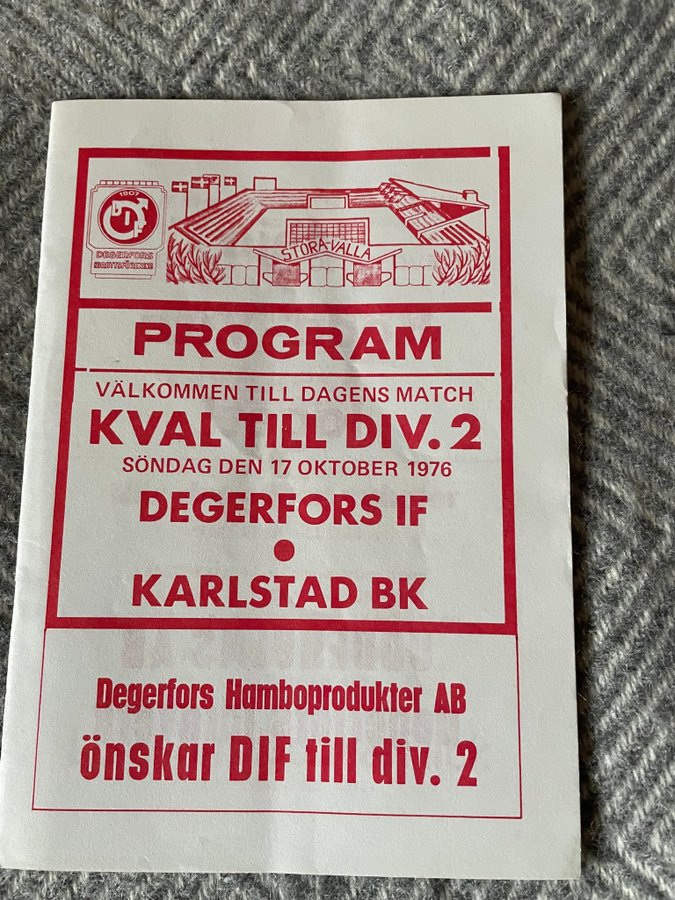 1907
DEGERFORS
IDROTTSFÖRENING
STORA VALLA
PROGRAM
VÄLKOMMEN TILL DAGENS MATCH
KVAL TILL DIV. 2
SÖNDAG DEN 17 OKTOBER 1976
DEGERFORS IF
●
KARLSTAD BK
Degerfors Hamboprodukter AB
önskar DIF till div. 2